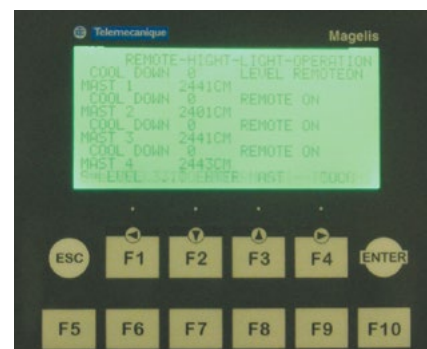 Telemecanique
Magelis
REMOTE-HIGHT-LIGHT-OPERATION
COOL DOWN 0 LEVEL REMOTEON
MAST 1 2441CM
COOL DOWN 0 REMOTE ON
MAST 2 2401CM
COOL DOWN 0 REMOTE ON
MAST 3 2441CM
COOL DOWN 0 REMOTE ON
MAST 4 2443CM
LEVEL MAST
ESC F1 F2 F3 F4 ENTER
F5 F6 F7 F8 F9 F10